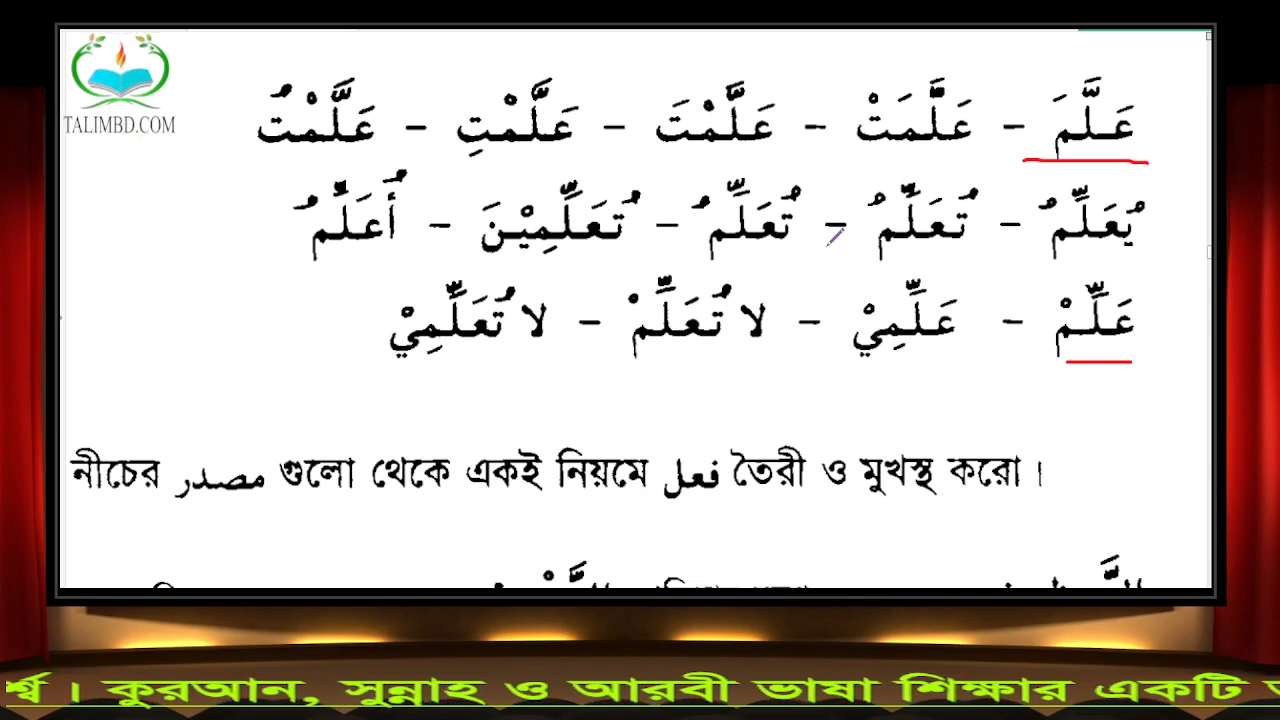 TALIMBD.COM
عَلَّمَ - عَلَّمَتْ - عَلَّمْتَ - عَلَّمْتِ - عَلَّمْتُ
يُعَلِّمُ - تُعَلِّمُ - تُعَلِّمُ - تُعَلِّمِيْنَ - أُعَلِّمُ
عَلِّمْ - عَلِّمِيْ - لا تُعَلِّمْ - لا تُعَلِّمِيْ
নীচের مصدر গুলো থেকে একই নিয়মে فعل তৈরী ও মুখস্থ করো।
। কুরআন, সুন্নাহ ও আরবী ভাষা শিক্ষার একটি